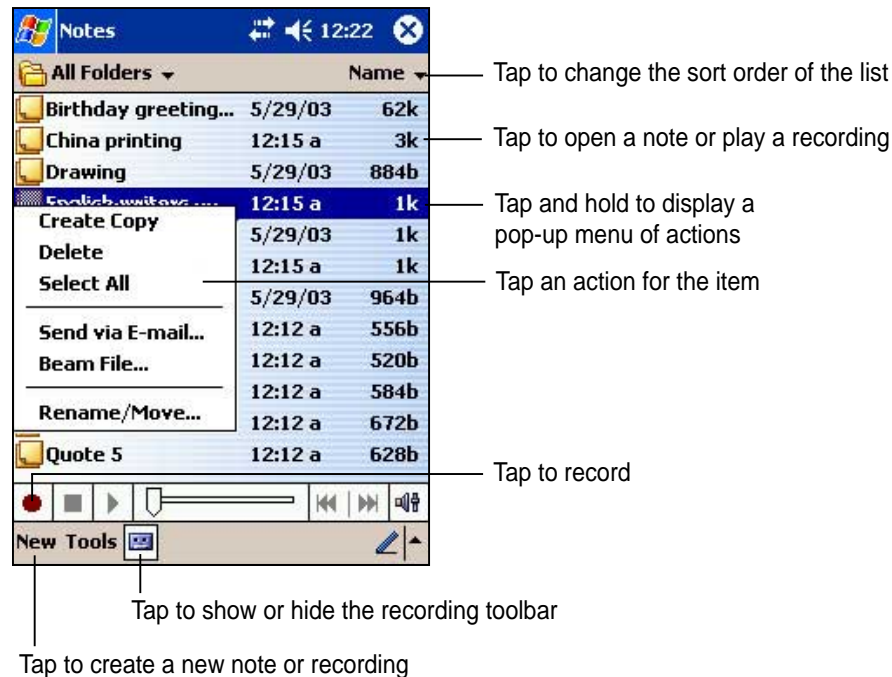 Notes 12:22
All Folders Name
Tap to change the sort order of the list
Birthday greeting... 5/29/03 62k
China printing 12:15 a 3k
Tap to open a note or play a recording
Drawing 5/29/03 884b
English writers .... 12:15 a 1k
Tap and hold to display a
pop-up menu of actions
Create Copy
5/29/03 1k
Delete
12:15 a 1k
Select All
Tap an action for the item
5/29/03 964b
Send via E-mail...
12:12 a 556b
Beam File...
12:12 a 520b
12:12 a 584b
Rename/Move...
12:12 a 672b
Quote 5 12:12 a 628b
Tap to record
New Tools
Tap to show or hide the recording toolbar
Tap to create a new note or recording